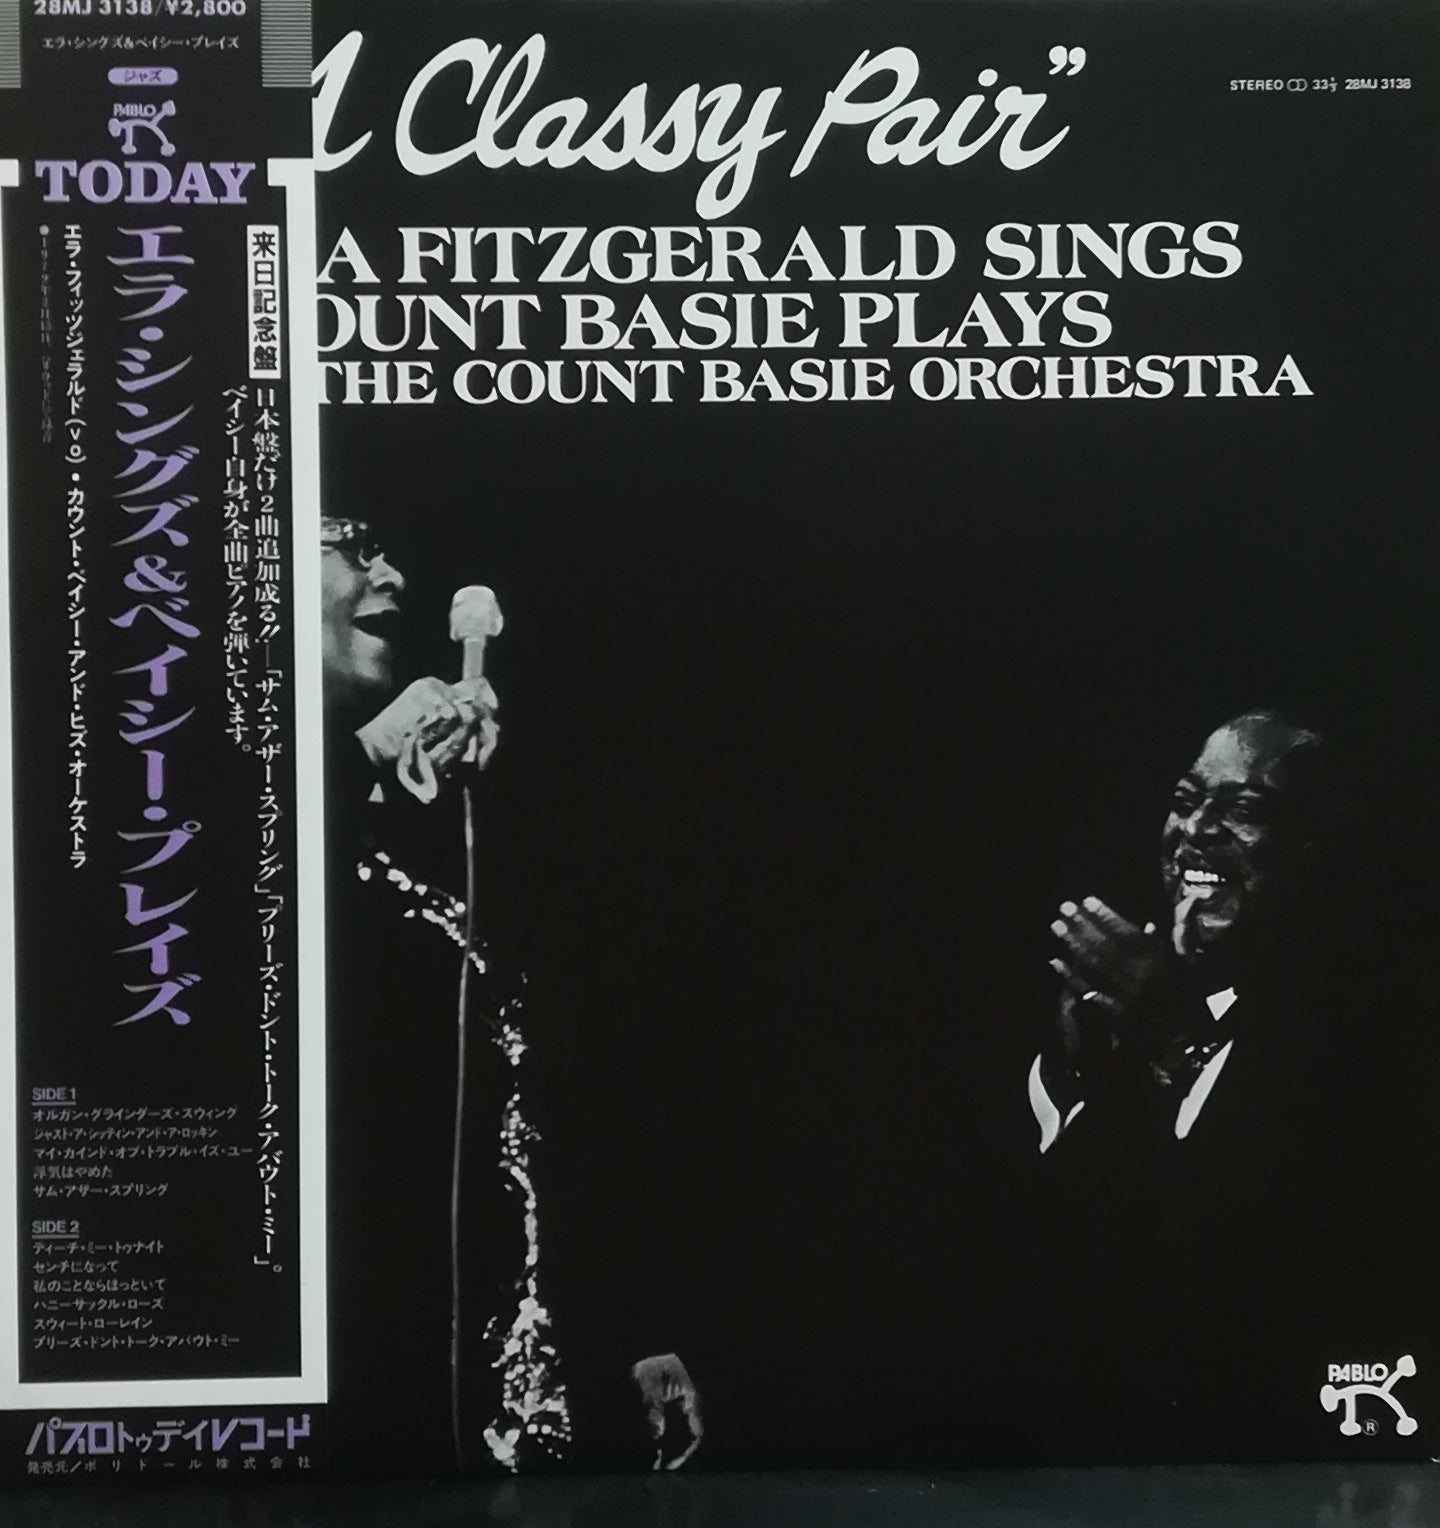 28MJ 3138/¥2,800
エラ・シングズ&ベイシー・プレイズ
ジャズ
PABLO
TODAY
来日記念盤
日本盤だけ2曲追加成る!!―「サム・アザー・スプリング」「プリーズ・ドント・トーク・アバウト・ミー」。
ベイシー自身が全曲ピアノを弾いています。
エラ・シングズ&ベイシー・プレイズ
エラ・フィッツジェラルド(vo)・カウント・ベイシー・アンド・ヒズ・オーケストラ
SIDE 1
オルガン・グラインダーズ・スウィング
ジャスト・ア・シッティン・アンド・ア・ロッキン
マイ・カインド・オブ・トラブル・イズ・ユー
浮気はやめた
サム・アザー・スプリング
SIDE 2
ティーチ・ミー・トゥナイト
センチになって
私のことならほっといて
ハニーサックル・ローズ
スウィート・ローレイン
プリーズ・ドント・トーク・アバウト・ミー
パブロトゥデイレコード
発売元/ポリドール株式会社
A Classy Pair”
STEREO 33⅓ 28MJ 3138
A FITZGERALD SINGS
OUNT BASIE PLAYS
THE COUNT BASIE ORCHESTRA
PABLO
®